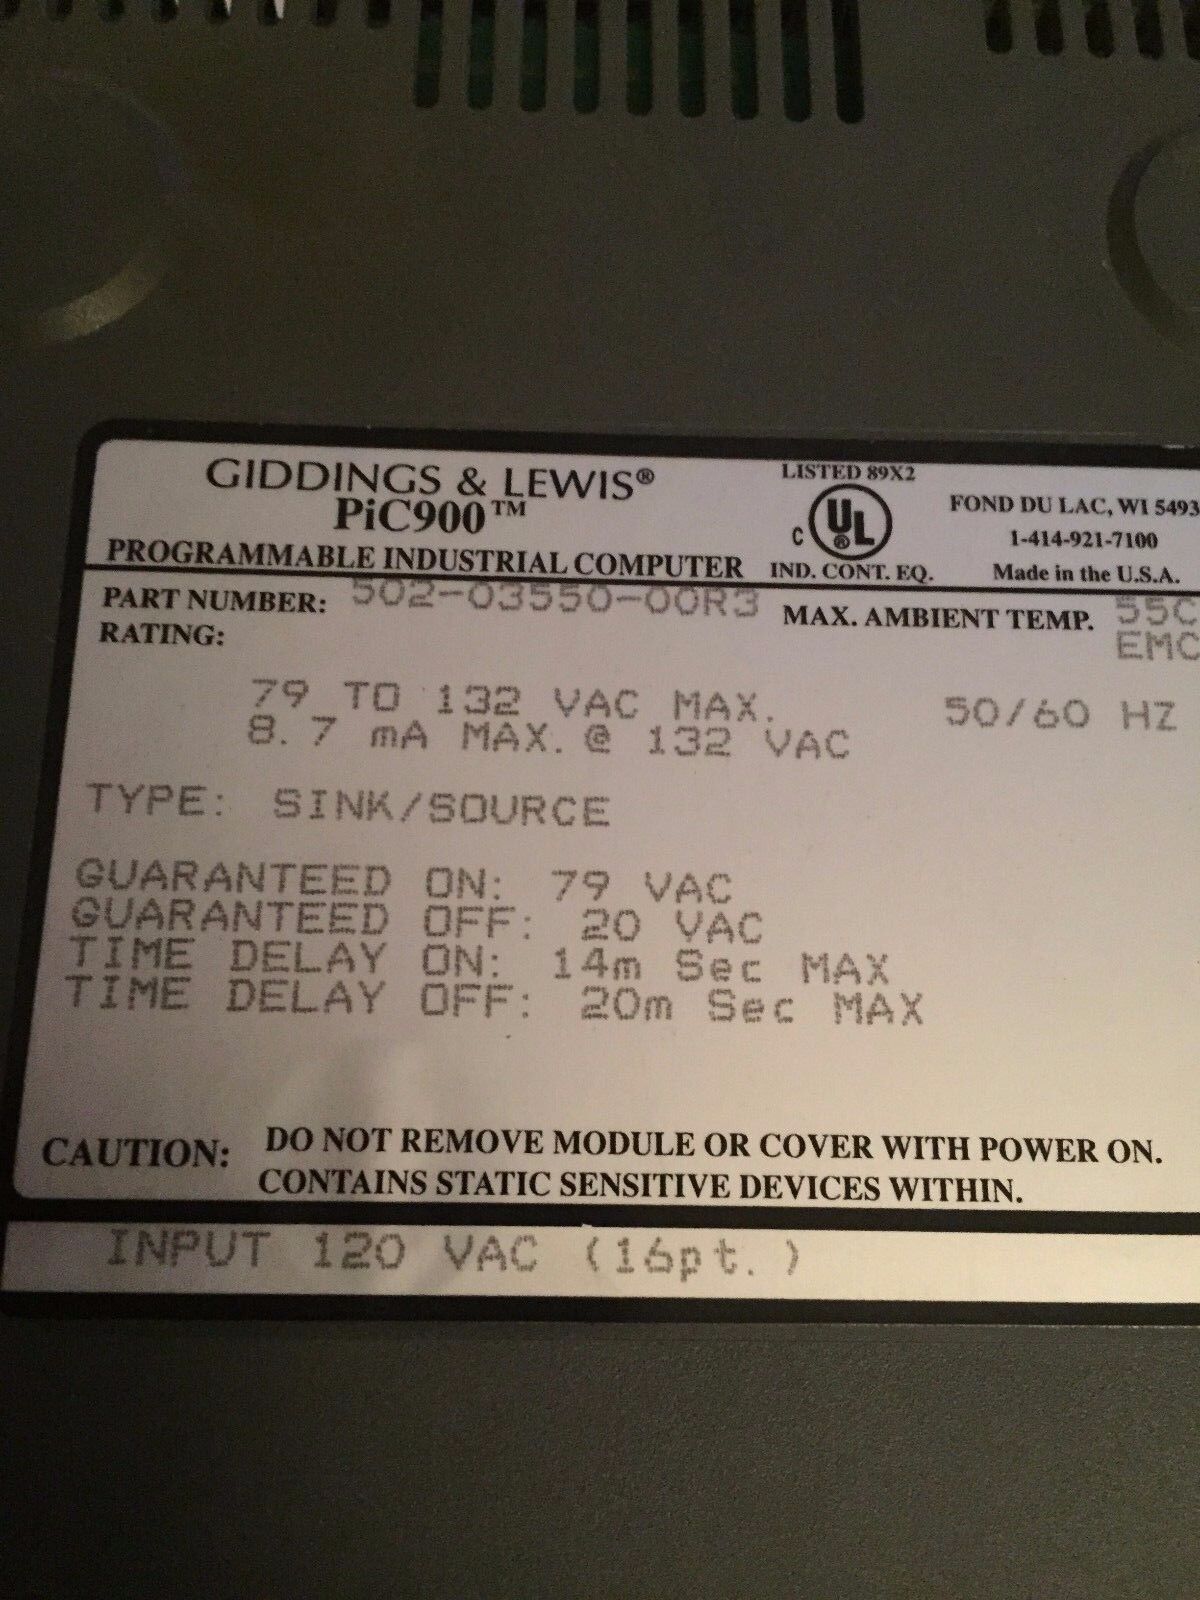 GIDDINGS & LEWIS®
PiC900™
PROGRAMMABLE INDUSTRIAL COMPUTER
LISTED 89X2
C UL ®
IND. CONT. EQ.
FOND DU LAC, WI 5493
1-414-921-7100
Made in the U.S.A.
PART NUMBER: 502-03550-00R3
MAX. AMBIENT TEMP. 55C
EMC
RATING:
79 TO 132 VAC MAX. 50/60 HZ
8.7 mA MAX.@ 132 VAC
TYPE: SINK/SOURCE
GUARANTEED ON: 79 VAC
GUARANTEED OFF: 20 VAC
TIME DELAY ON: 14m Sec MAX
TIME DELAY OFF: 20m Sec MAX
CAUTION: DO NOT REMOVE MODULE OR COVER WITH POWER ON.
CONTAINS STATIC SENSITIVE DEVICES WITHIN.
INPUT 120 VAC (16pt.)